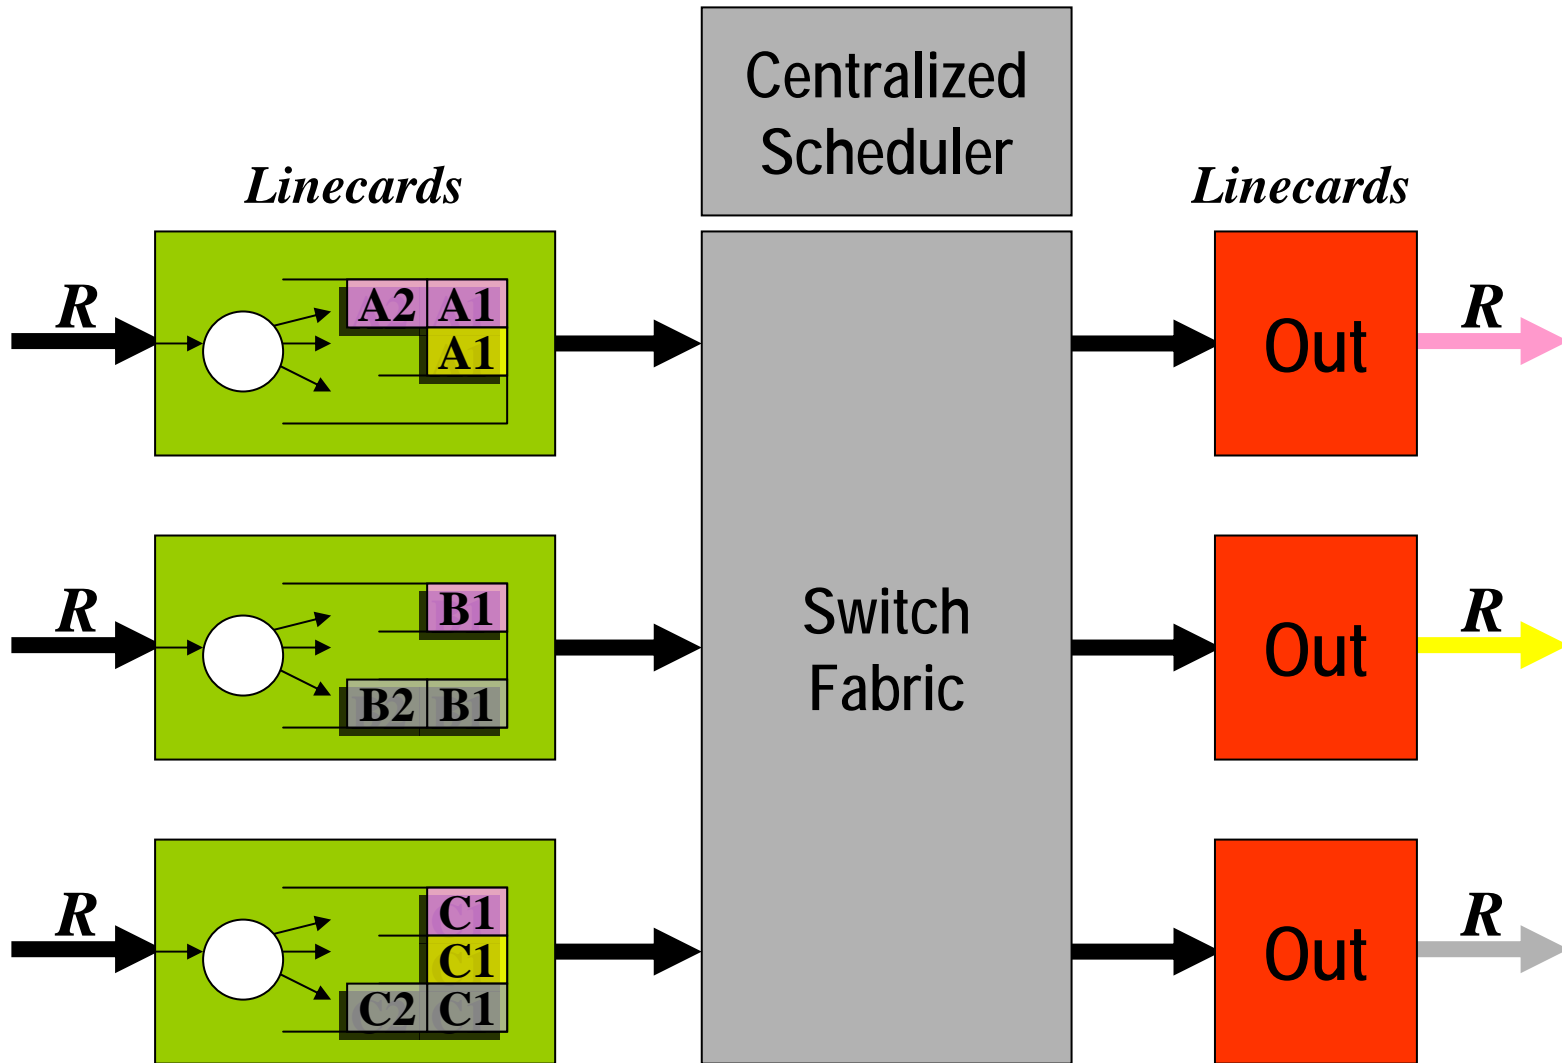 Centralized
Scheduler
Linecards
Linecards
R
A2 A1
A1
Out
R
R
B1
B2 B1
Switch
Fabric
Out
R
R
C1
C1
C2 C1
Out
R